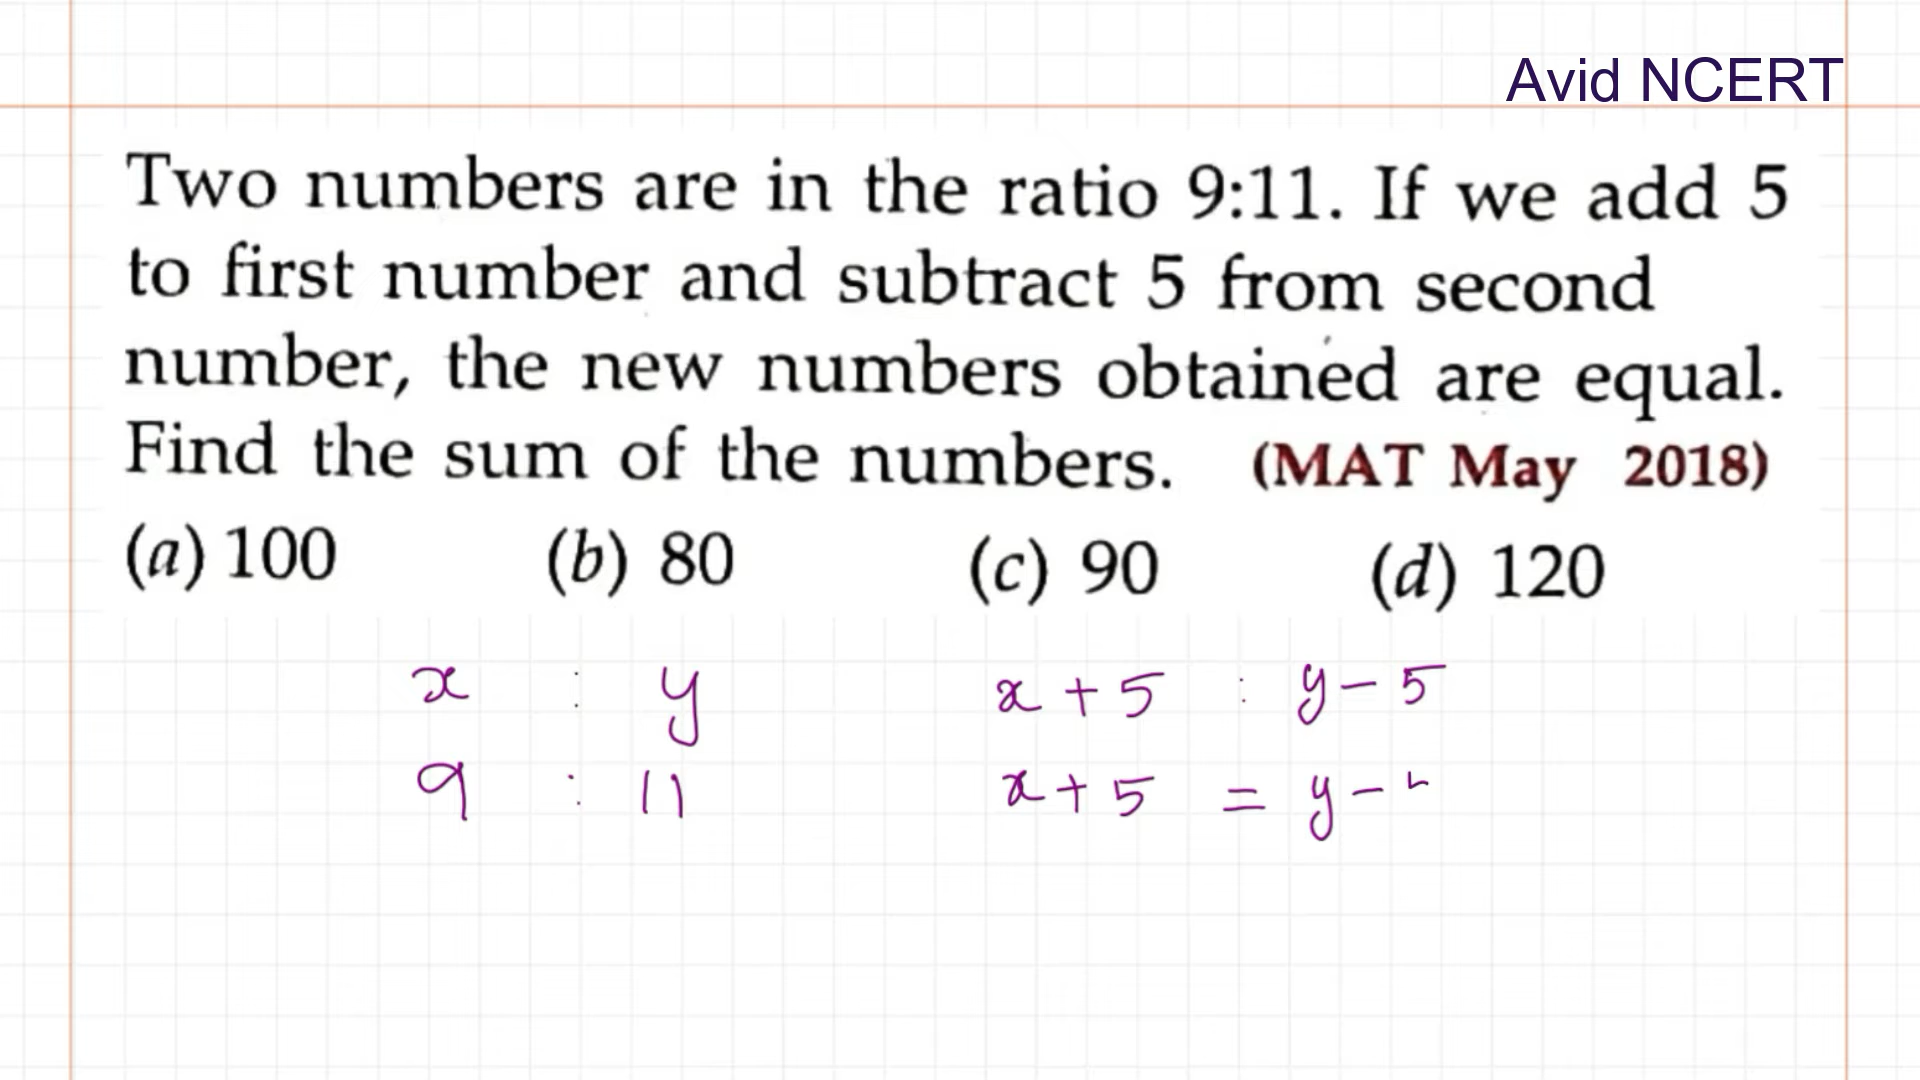 Avid NCERT
Two numbers are in the ratio 9:11. If we add 5
to first number and subtract 5 from second
number, the new numbers obtained are equal.
Find the sum of the numbers. (MAT May 2018)
(a) 100 (b) 80 (c) 90 (d) 120
x : y x + 5 : y - 5
9 : 11 x + 5 = y -